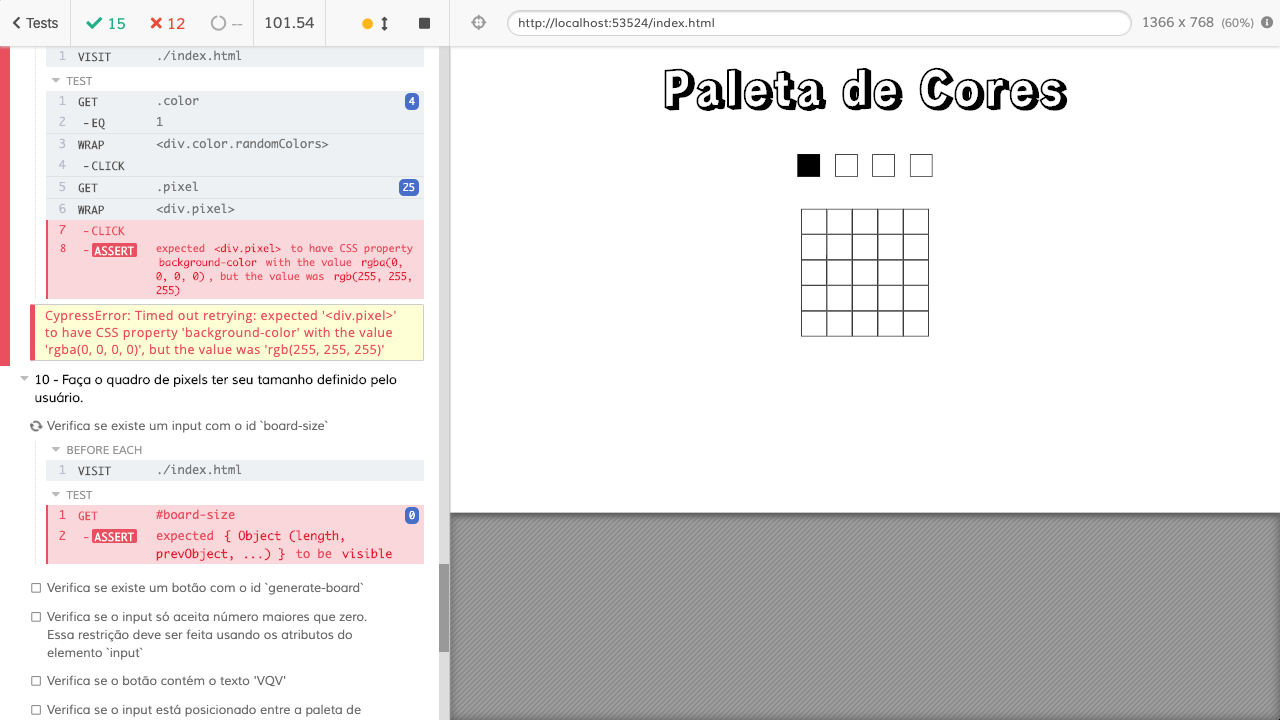 Tests
15
12
--
101.54
http://localhost:53524/index.html
1366 x 768 (60%)
1 VISIT ./index.html
TEST
1 GET .color 4
2 -EQ 1
3 WRAP <div.color.randomColors>
4 -CLICK
5 GET .pixel 25
6 WRAP <div.pixel>
7 -CLICK
8 -ASSERT expected <div.pixel> to have CSS property
background-color with the value rgba(0,
0, 0, 0), but the value was rgb(255, 255,
255)
CypressError: Timed out retrying: expected '<div.pixel>'
to have CSS property 'background-color' with the value
'rgba(0, 0, 0, 0)', but the value was 'rgb(255, 255, 255)'
10 - Faça o quadro de pixels ter seu tamanho definido pelo
usuário.
Verifica se existe um input com o id `board-size`
BEFORE EACH
1 VISIT ./index.html
TEST
1 GET #board-size 0
2 -ASSERT expected { Object (length,
prevObject, ...) } to be visible
Verifica se existe um botão com o id `generate-board`
Verifica se o input só aceita número maiores que zero.
Essa restrição deve ser feita usando os atributos do
elemento `input`
Verifica se o botão contém o texto 'VQV'
Verifica se o input está posicionado entre a paleta de
Paleta de Cores